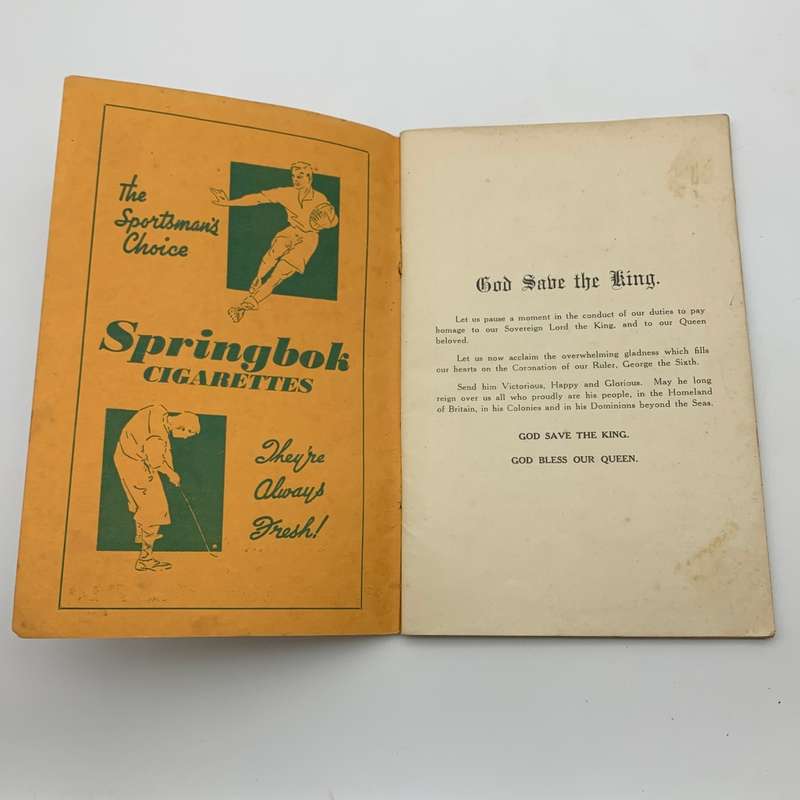 The
Sportsman's
Choice
Springbok
CIGARETTES
They're
Always
Fresh!
God Save the King.
Let us pause a moment in the conduct of our duties to pay
homage to our Sovereign Lord the King, and to our Queen
beloved.
Let us now acclaim the overwhelming gladness which fills
our hearts on the Coronation of our Ruler, George the Sixth.
Send him Victorious, Happy and Glorious. May he long
reign over us all who proudly are his people, in the Homeland
of Britain, in his Colonies and in his Dominions beyond the Seas.
GOD SAVE THE KING.
GOD BLESS OUR QUEEN.